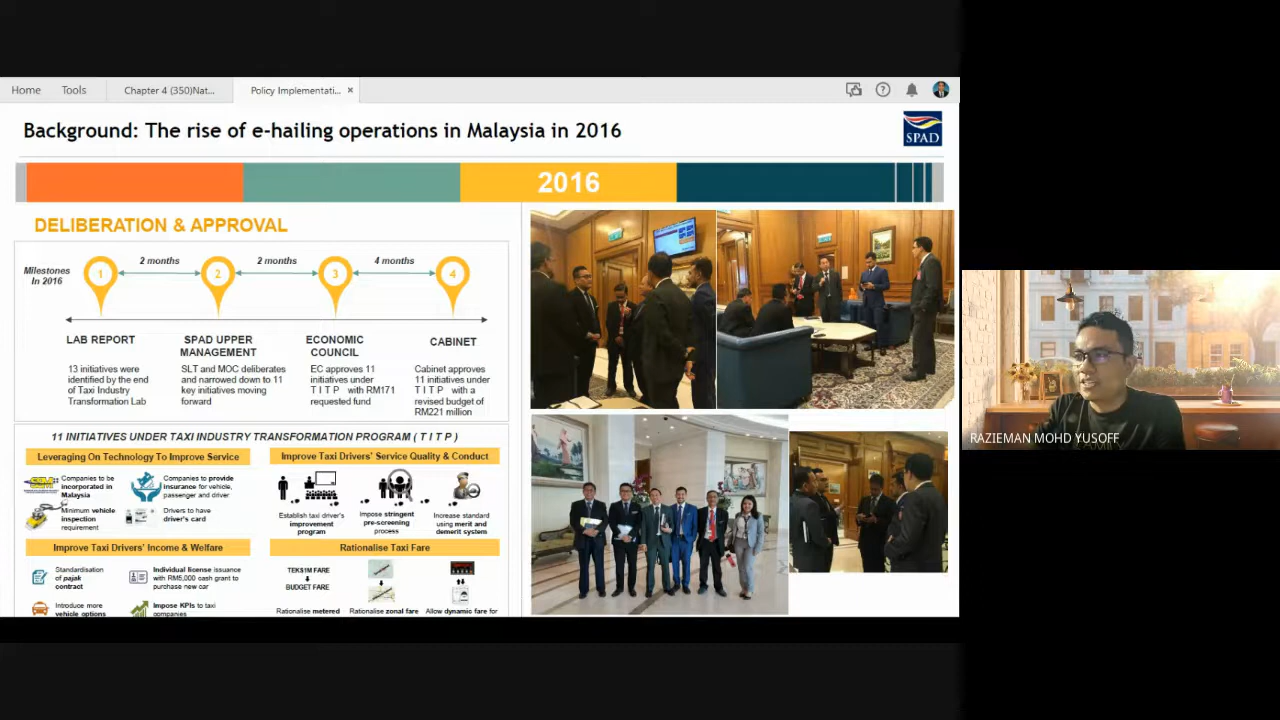 Home
Tools
Chapter 4 (350)Nat...
Policy Implementati...
Background: The rise of e-hailing operations in Malaysia in 2016
SPAD
2016
DELIBERATION & APPROVAL
Milestones
In 2016
1
2 months
2
2 months
3
4 months
4
LAB REPORT
13 initiatives were
identified by the end
of Taxi Industry
Transformation Lab
SPAD UPPER
MANAGEMENT
SLT and MOC deliberates
and narrowed down to 11
key initiatives moving
forward
ECONOMIC
COUNCIL
EC approves 11
initiatives under
T I T P with RM171
requested fund
CABINET
Cabinet approves
11 initiatives under
T I T P with a
revised budget of
RM221 million
11 INITIATIVES UNDER TAXI INDUSTRY TRANSFORMATION PROGRAM ( T I T P )
Leveraging On Technology To Improve Service
Companies to be
incorporated in
Malaysia
Companies to provide
insurance for vehicle,
passenger and driver
Minimum vehicle
inspection
requirement
Drivers to have
driver's card
Improve Taxi Drivers' Service Quality & Conduct
Establish taxi driver's
improvement
program
Impose stringent
pre-screening
process
Increase standard
using merit and
demerit system
Improve Taxi Drivers' Income & Welfare
Standardisation
of pajak
contract
Individual license issuance
with RM5,000 cash grant to
purchase new car
Introduce more
vehicle options
Impose KPIs to taxi
companies
Rationalise Taxi Fare
TEKS1M FARE
BUDGET FARE
Rationalise metered
Rationalise zonal fare
Allow dynamic fare for
RAZIEMAN MOHD YUSOFF